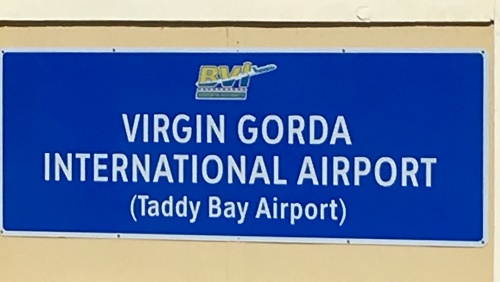 BVI
VIRGIN GORDA
INTERNATIONAL AIRPORT
(Taddy Bay Airport)